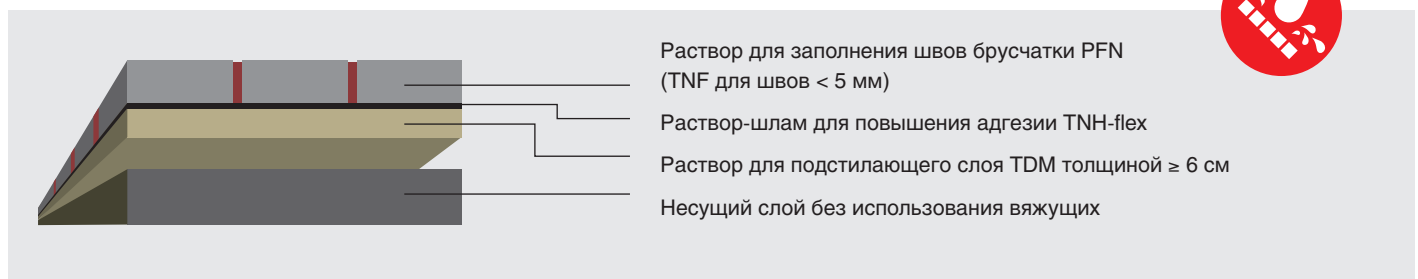 Раствор для заполнения швов брусчатки PFN
(TNF для швов < 5 мм)
Раствор-шлам для повышения адгезии TNH-flex
Раствор для подстилающего слоя TDM толщиной ≥ 6 см
Несущий слой без использования вяжущих